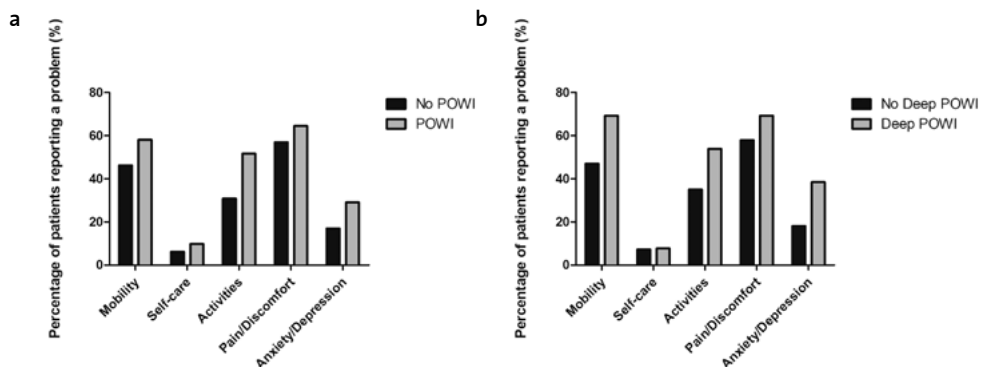 a
Percentage of patients reporting a problem (%)
80
60
40
20
0
Mobility
Self-care
Activities
Pain/Discomfort
Anxiety/Depression
No POWI
POWI
b
Percentage of patients reporting a problem (%)
80
60
40
20
0
Mobility
Self-care
Activities
Pain/Discomfort
Anxiety/Depression
No Deep POWI
Deep POWI